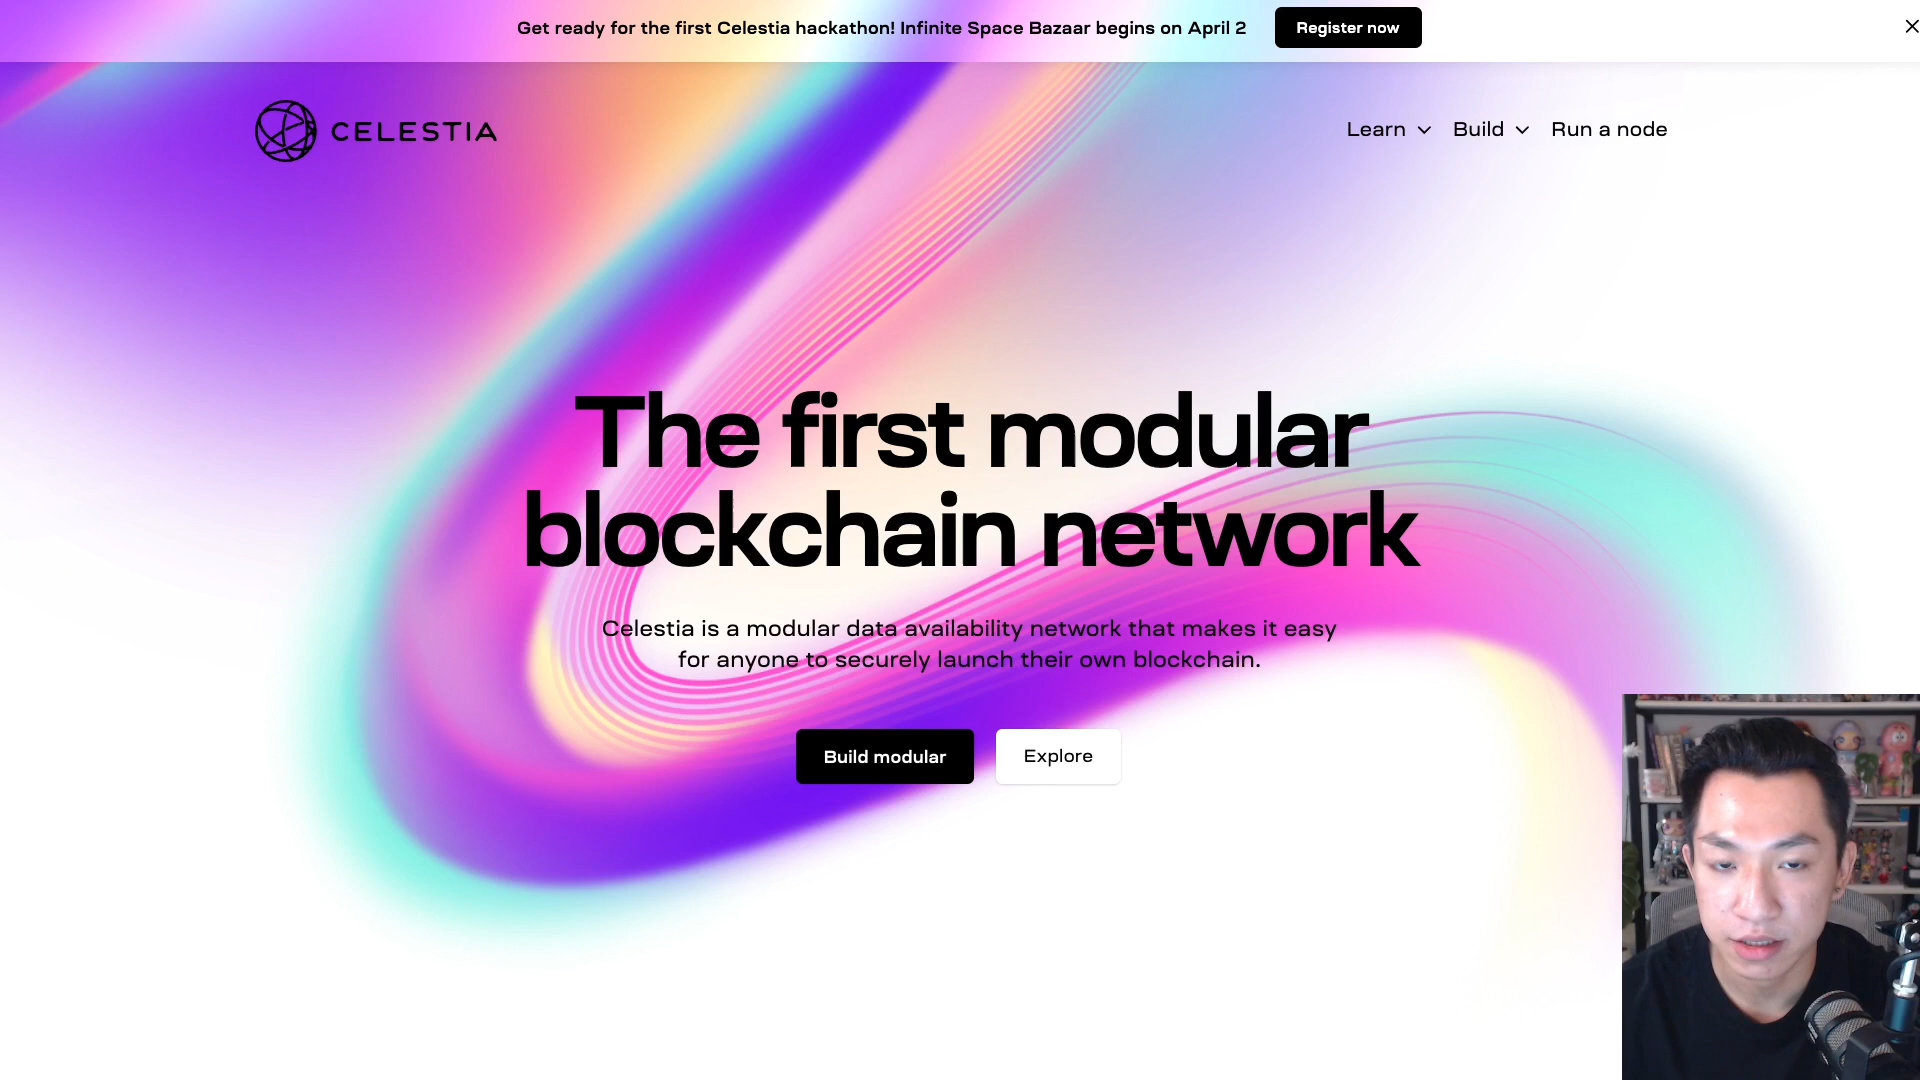 Get ready for the first Celestia hackathon! Infinite Space Bazaar begins on April 2
Register now
CELESTIA
Learn
Build
Run a node
The first modular
blockchain network
Celestia is a modular data availability network that makes it easy
for anyone to securely launch their own blockchain.
Build modular
Explore